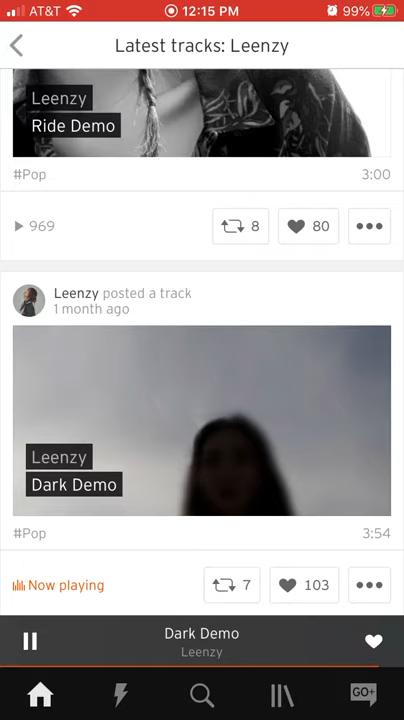 AT&T 12:15 PM 99%
Latest tracks: Leenzy
Leenzy
Ride Demo
#Pop 3:00
969 8 80
Leenzy posted a track
1 month ago
Leenzy
Dark Demo
#Pop 3:54
Now playing 7 103
Dark Demo
Leenzy
GO+